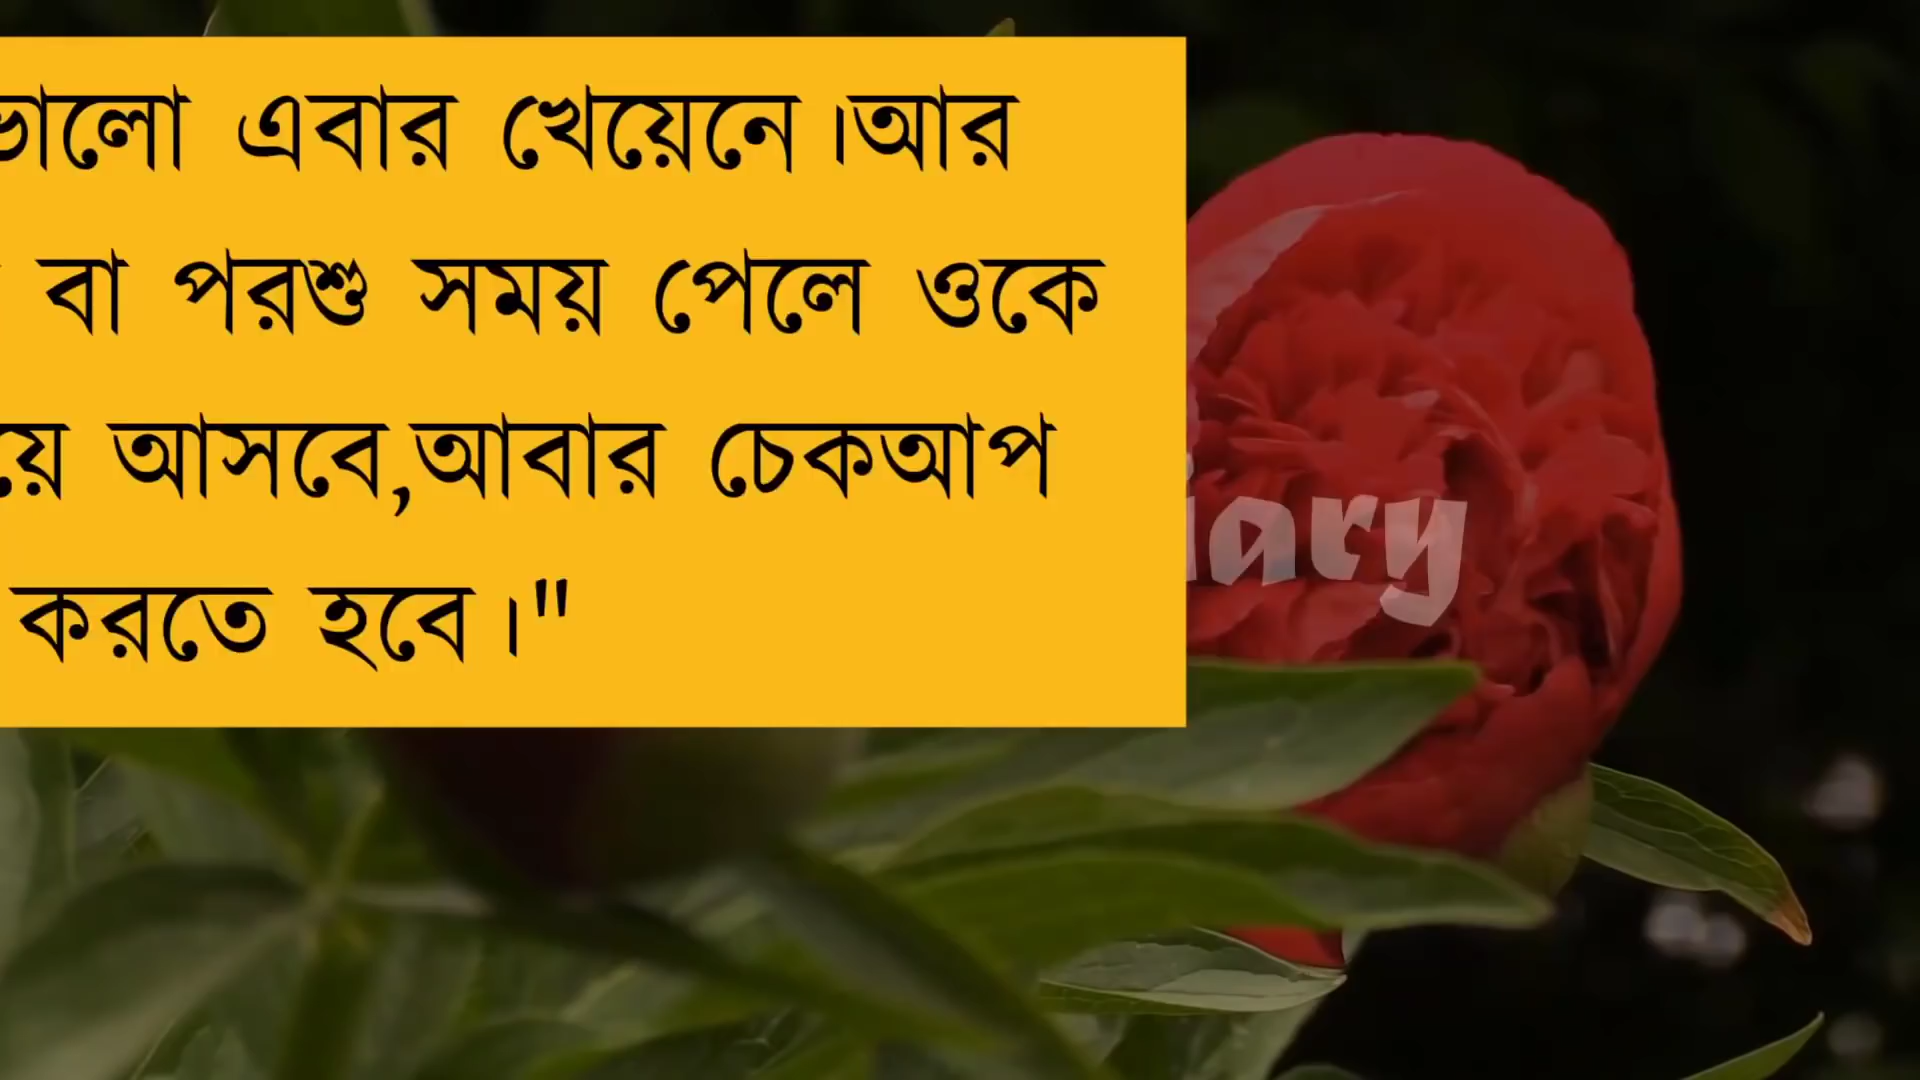 ভালো এবার খেয়েনে।আর
বা পরশু সময় পেলে ওকে
আসবে,আবার চেকআপ
করতে হবে।"